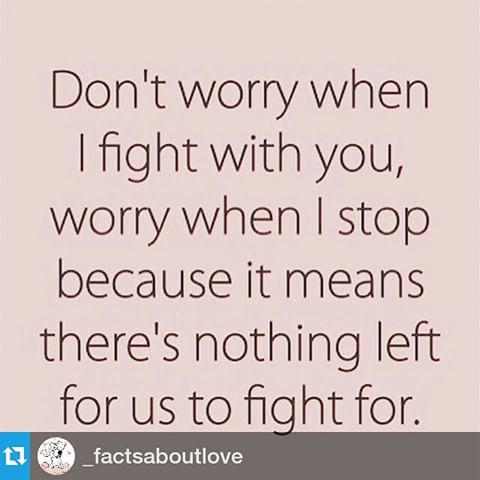 Don't worry when
I fight with you,
worry when I stop
because it means
there's nothing left
for us to fight for.
_factsaboutlove